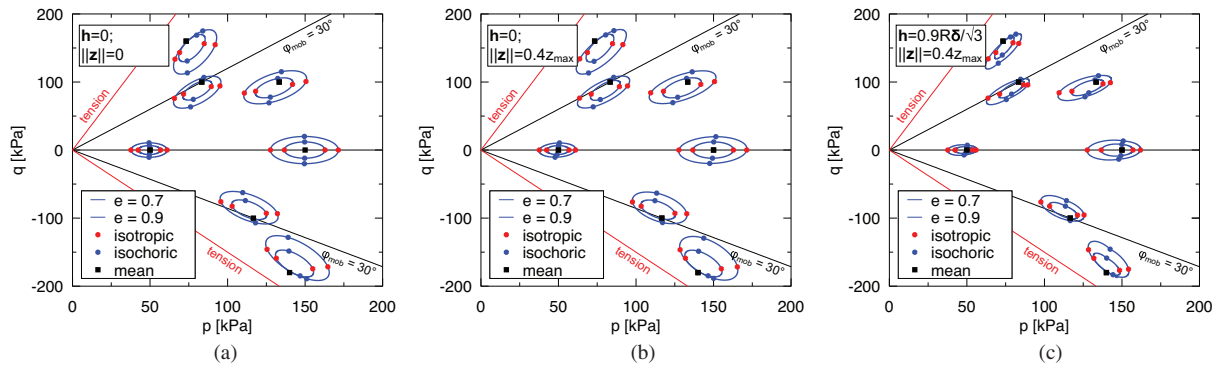 200
100
0
-100
-200
q [kPa]
h=0;
||z||=0
tension
φmob = 30°
e = 0.7
e = 0.9
isotropic
isochoric
mean
tension
φmob = 30°
0
50
100
150
200
p [kPa]
(a)
200
100
0
-100
-200
q [kPa]
h=0;
||z||=0.4zmax
tension
φmob = 30°
e = 0.7
e = 0.9
isotropic
isochoric
mean
tension
φmob = 30°
0
50
100
150
200
p [kPa]
(b)
200
100
0
-100
-200
q [kPa]
h=0.9Rδ/√3
||z||=0.4zmax
tension
φmob = 30°
e = 0.7
e = 0.9
isotropic
isochoric
mean
tension
φmob = 30°
0
50
100
150
200
p [kPa]
(c)